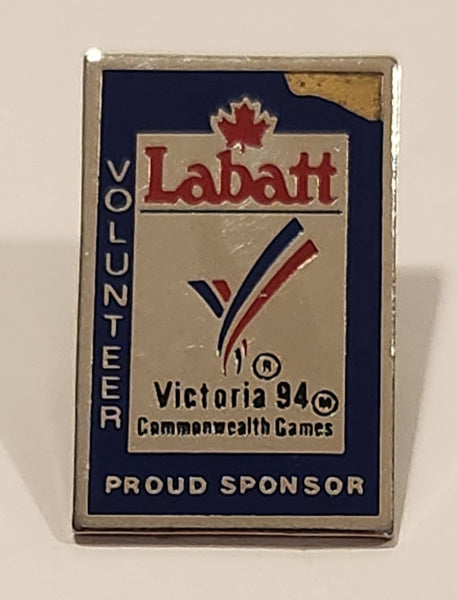 VOLUNTEER
Labatt
®
Victoria 94 M
Commonwealth Games
PROUD SPONSOR